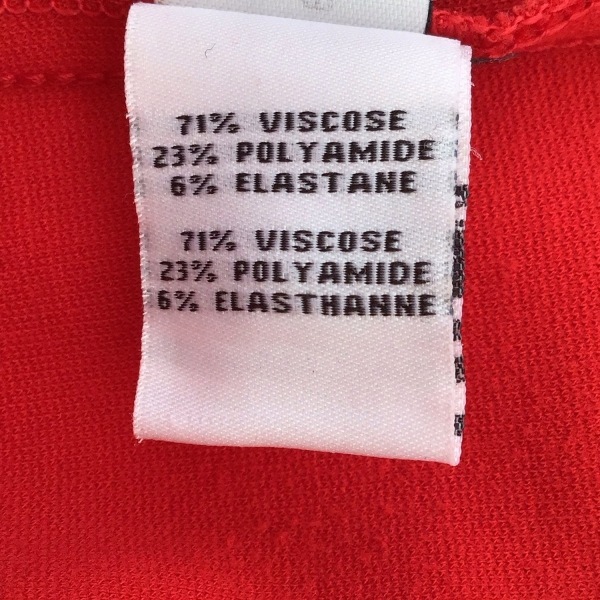 71% VISCOSE
23% POLYAMIDE
6% ELASTANE
71% VISCOSE
23% POLYAMIDE
6% ELASTHANNE